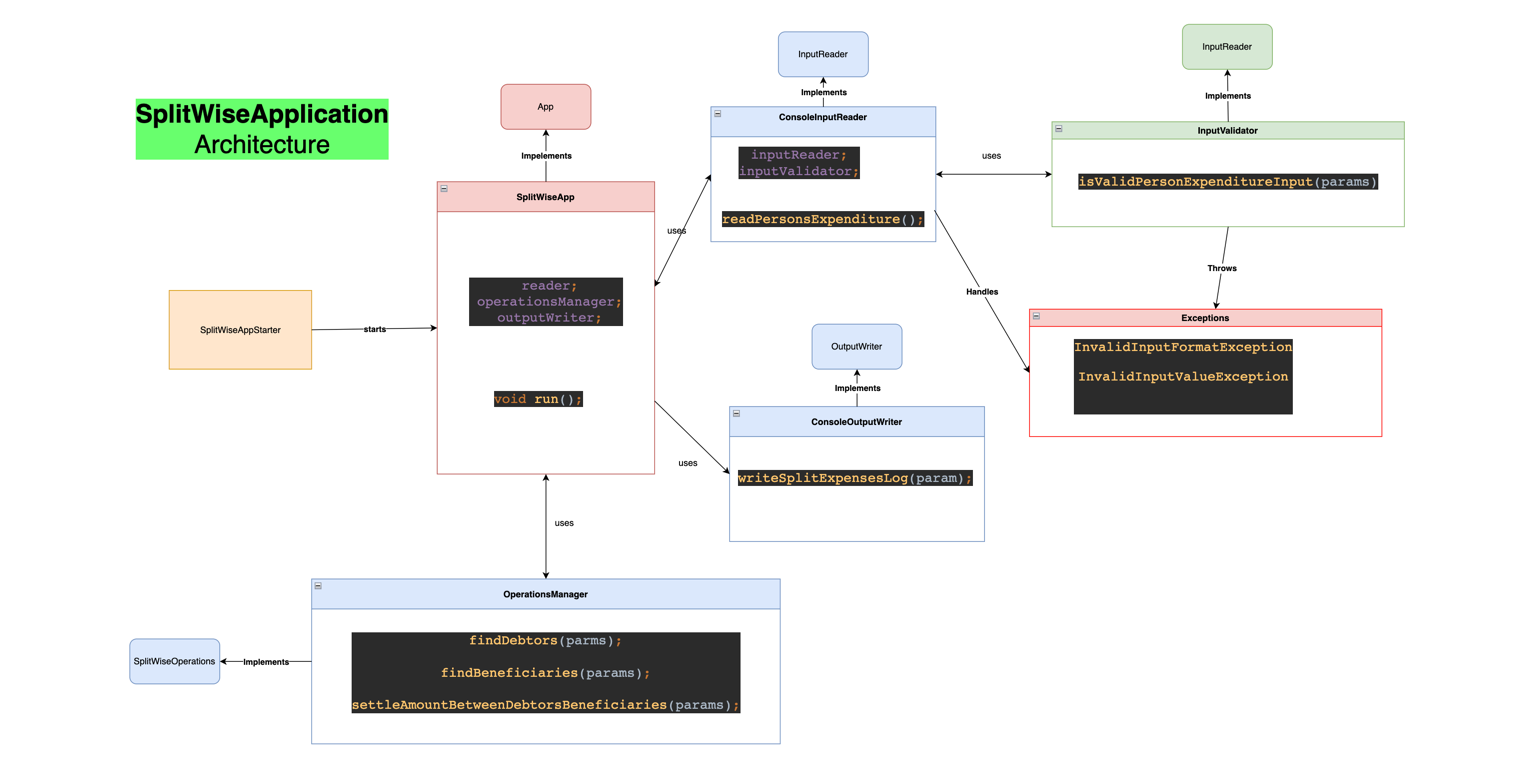 SplitWiseApplication
Architecture
App
Impelements
SplitWiseApp
reader;
operationsManager;
outputWriter;
void run();
SplitWiseAppStarter
starts
uses
InputReader
Implements
ConsoleInputReader
inputReader;
inputValidator;
readPersonsExpenditure();
uses
InputReader
Implements
InputValidator
isValidPersonExpenditureInput(params)
Throws
Handles
Exceptions
InvalidInputFormatException
InvalidInputValueException
OutputWriter
Implements
ConsoleOutputWriter
writeSplitExpensesLog(param);
uses
uses
OperationsManager
findDebtors(parms);
findBeneficiaries(params);
settleAmountBetweenDebtorsBeneficiaries(params);
Implements
SplitWiseOperations